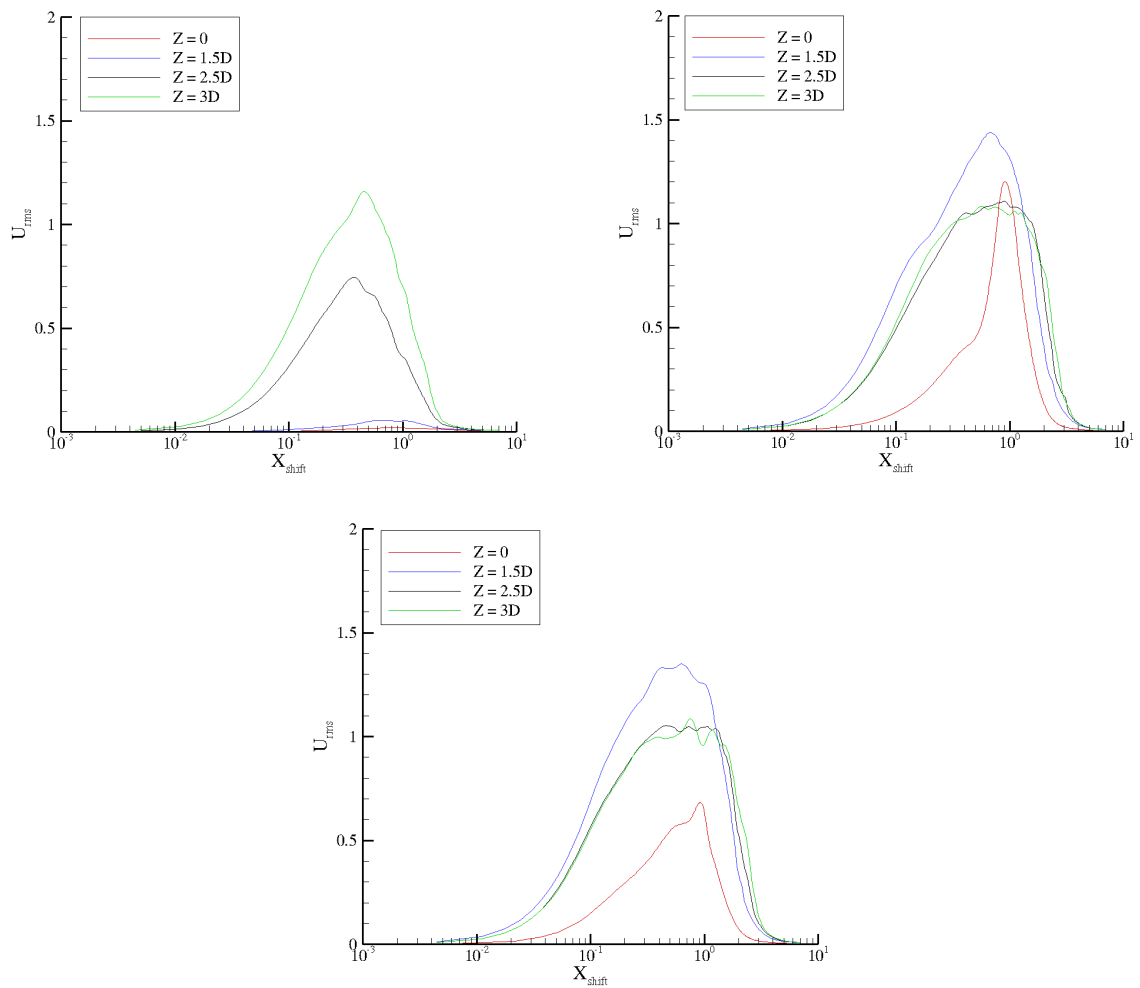 2
1.5
1
0.5
0
U_rms
Z = 0
Z = 1.5D
Z = 2.5D
Z = 3D
10^-3
10^-2
10^-1
10^0
10^1
X_shift
2
1.5
1
0.5
0
U_rms
Z = 0
Z = 1.5D
Z = 2.5D
Z = 3D
10^-3
10^-2
10^-1
10^0
10^1
X_shift
2
1.5
1
0.5
0
U_rms
Z = 0
Z = 1.5D
Z = 2.5D
Z = 3D
10^-3
10^-2
10^-1
10^0
10^1
X_shift